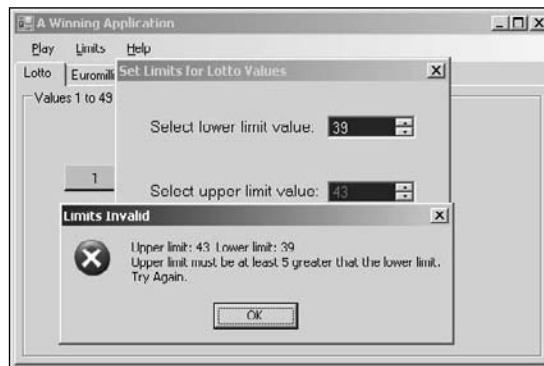 A Winning Application
Play Limits Help
Lotto Euromilli
Set Limits for Lotto Values
Values 1 to 49
Select lower limit value: 39
1
Select upper limit value: 43
Limits Invalid
Upper limit: 43 Lower limit: 39
Upper limit must be at least 5 greater that the lower limit.
Try Again.
OK